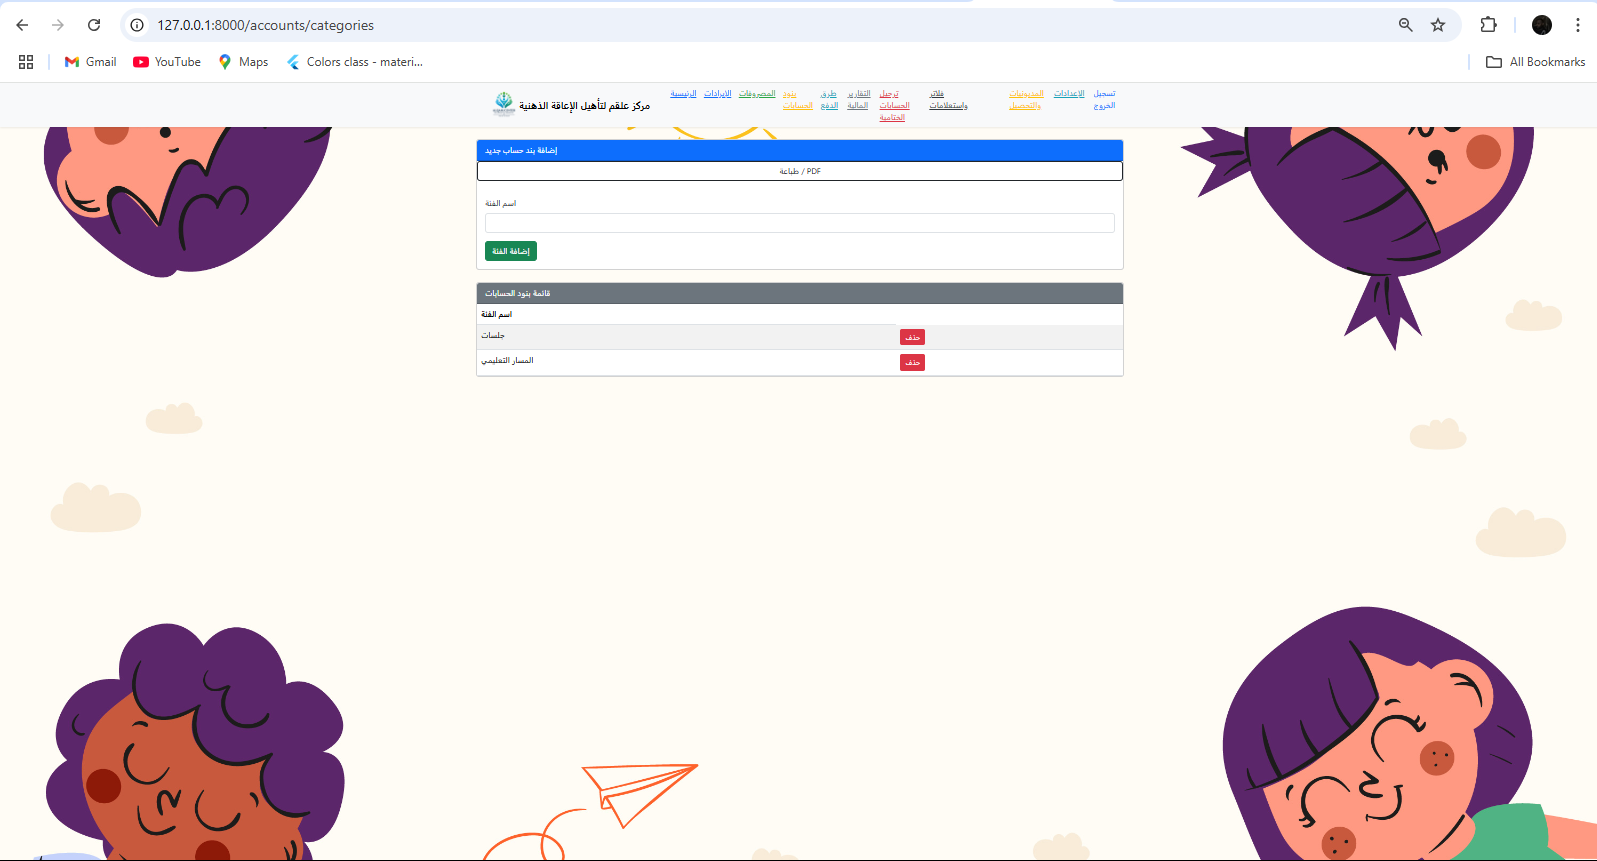 127.0.0.1:8000/accounts/categories
Gmail
YouTube
Maps
Colors class - materi...
All Bookmarks
مركز علقم لتأهيل الإعاقة الذهنية
الرئيسية
الإيرادات
المصروفات
بنود الحسابات
طرق الدفع
التقارير المالية
ترحيل الحسابات الختامية
فلاتر واستعلامات
المديونيات والتحصيل
الإعدادات
تسجيل الخروج
إضافة بند حساب جديد
طباعة / PDF
اسم الفئة
إضافة الفئة
قائمة بنود الحسابات
اسم الفئة
جلسات
حذف
المسار التعليمي
حذف